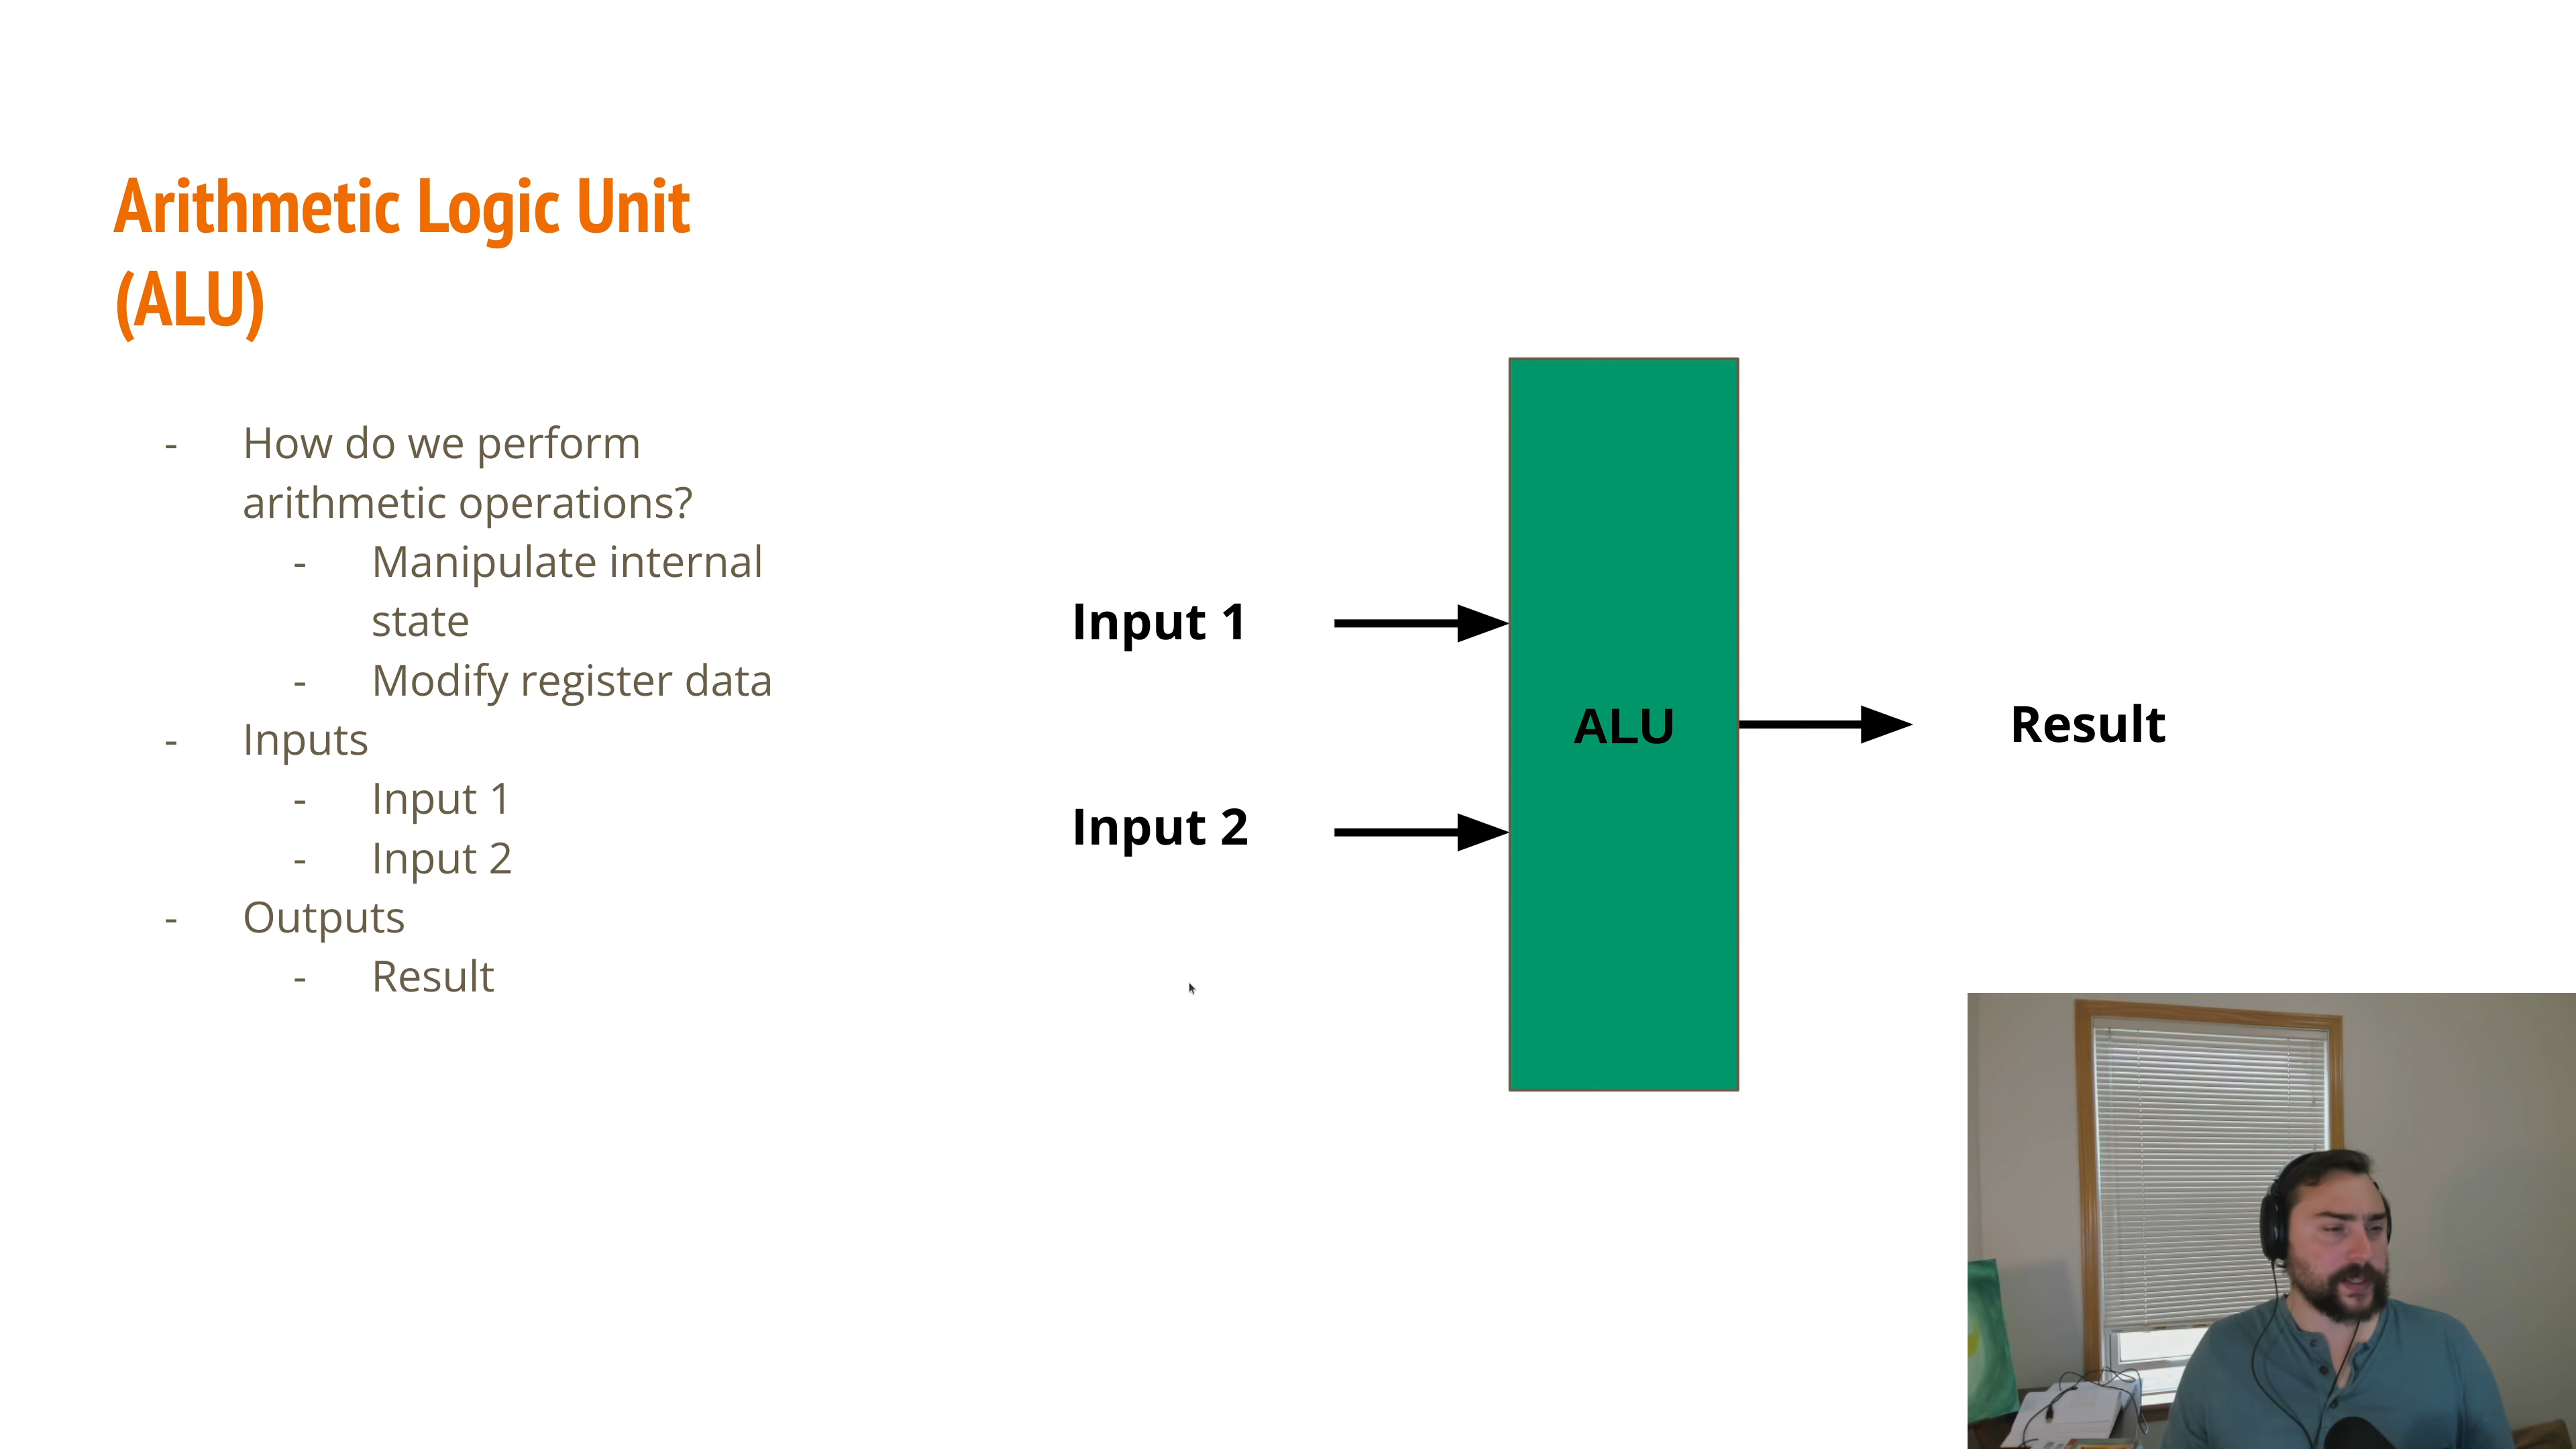 Arithmetic Logic Unit
(ALU)
- How do we perform
arithmetic operations?
- Manipulate internal
state
- Modify register data
- Inputs
- Input 1
- Input 2
- Outputs
- Result
Input 1
Input 2
ALU
Result